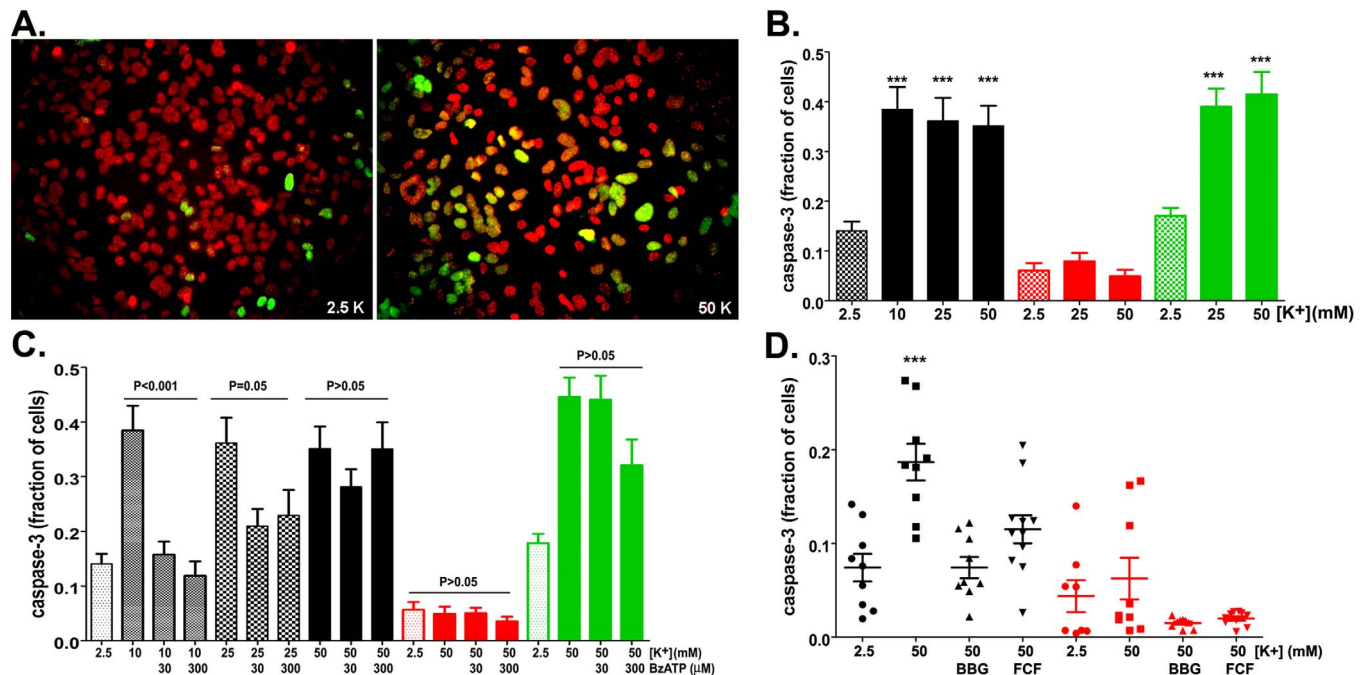 A.
2.5 K
50 K
B.
caspase-3 (fraction of cells)
0.5
0.4
0.3
0.2
0.1
0.0
*** *** *** *** ***
2.5 10 25 50 2.5 25 50 2.5 25 50 [K+](mM)
C.
caspase-3 (fraction of cells)
0.5
0.4
0.3
0.2
0.1
0.0
P<0.001 P=0.05 P>0.05 P>0.05 P>0.05
2.5 10 10 10 25 25 25 50 50 50 2.5 50 50 50 2.5 50 50 50 [K+](mM)
30 300 30 300 30 300 30 300 30 300 BzATP (µM)
D.
caspase-3 (fraction of cells)
0.3
0.2
0.1
0.0
***
2.5 50 50 50 2.5 50 50 50 [K+] (mM)
BBG FCF BBG FCF